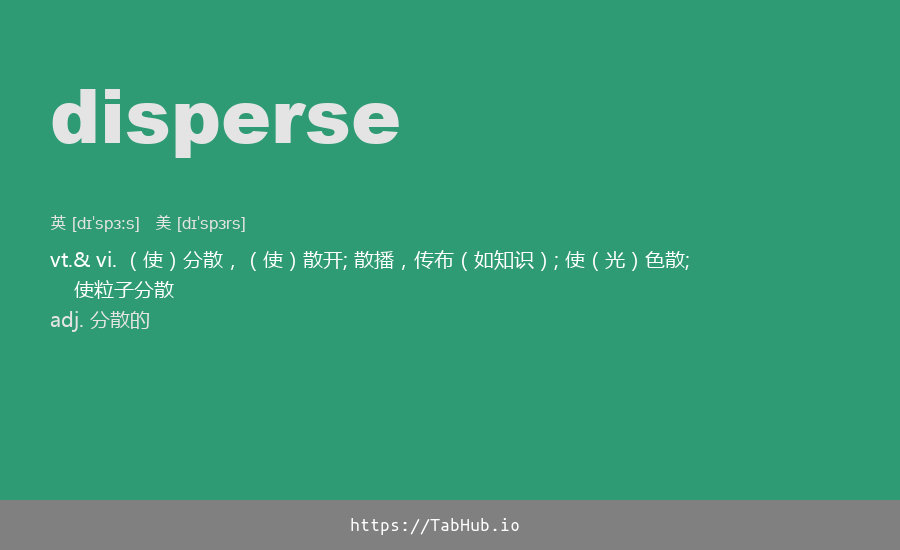 disperse
英 [dɪˈspɜːs] 美 [dɪˈspɜrs]
vt.& vi. （使）分散，（使）散开; 散播，传布（如知识）; 使（光）色散;
使粒子分散
adj. 分散的
https://TabHub.io